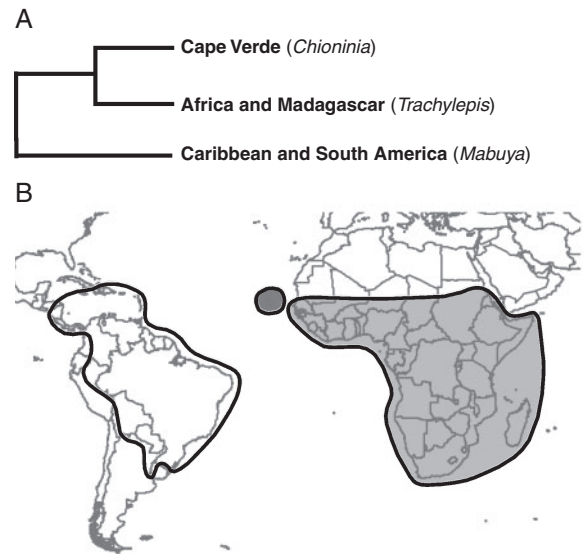 A
Cape Verde (Chioninia)
Africa and Madagascar (Trachylepis)
Caribbean and South America (Mabuya)
B